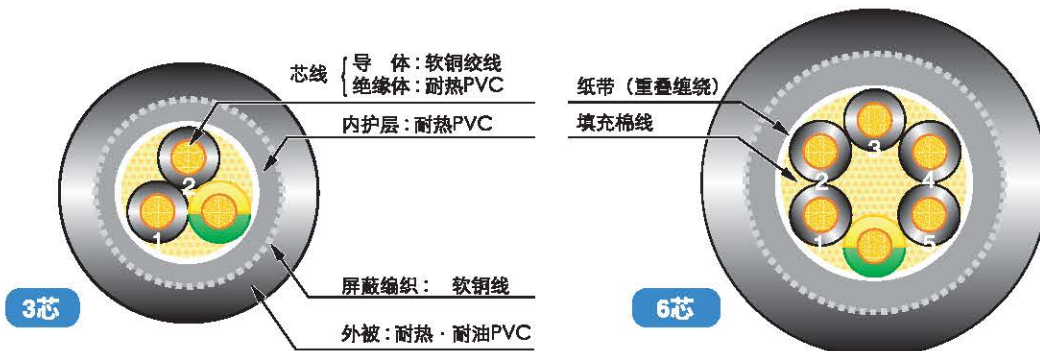 芯线
导 体：软铜绞线
绝缘体：耐热PVC
内护层：耐热PVC
2
1
屏蔽编织： 软铜线
外被：耐热·耐油PVC
3芯
纸带（重叠缠绕）
填充棉线
3
2
4
1
5
6芯